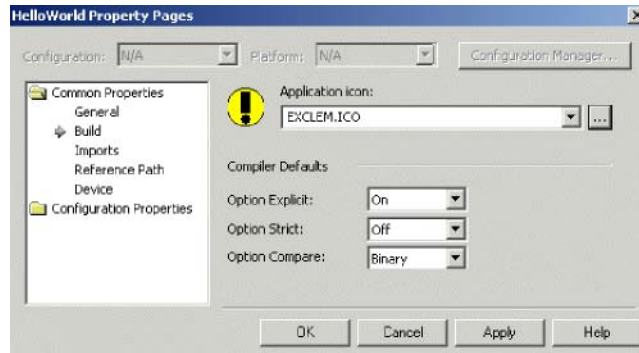 HelloWorld Property Pages
Configuration: N/A Platform: N/A Configuration Manager...
Common Properties
General
Build
Imports
Reference Path
Device
Configuration Properties
Application icon:
EXCLEM.ICO ...
Compiler Defaults
Option Explicit: On
Option Strict: Off
Option Compare: Binary
OK Cancel Apply Help